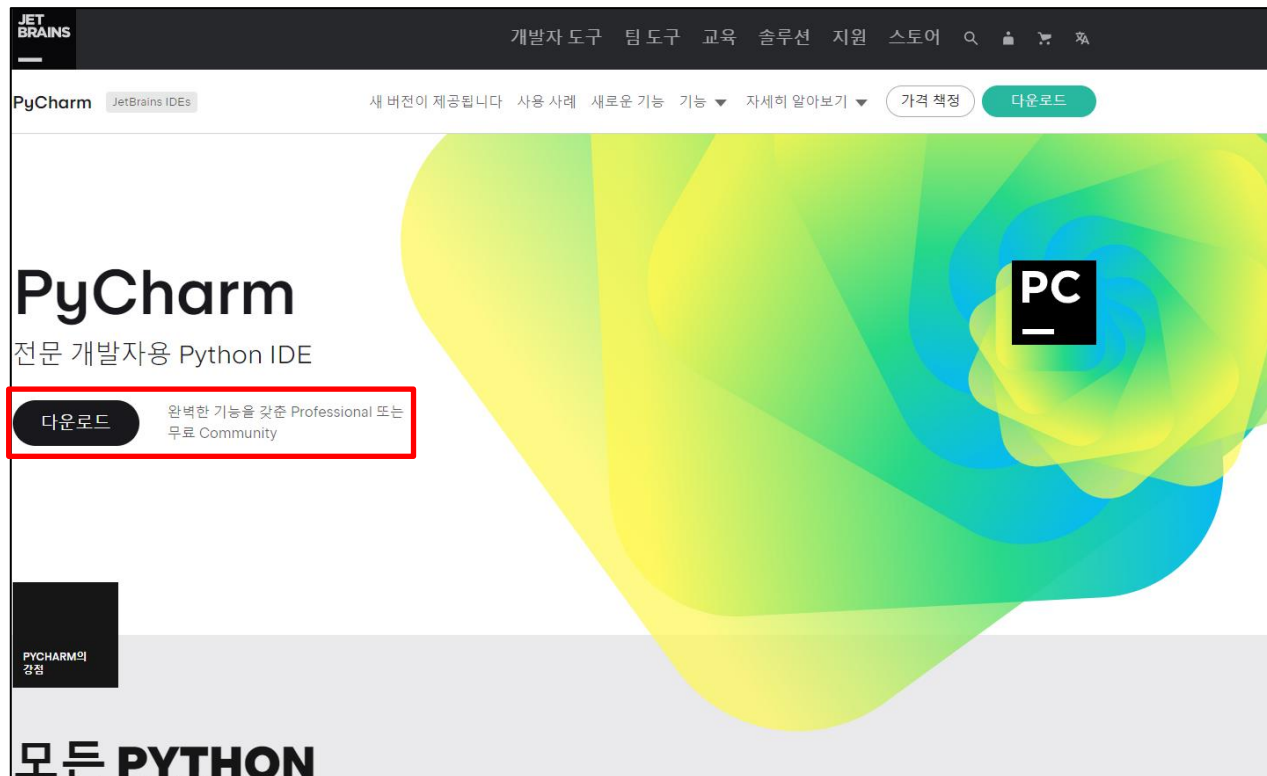 JET
BRAINS
개발자 도구 팀 도구 교육 솔루션 지원 스토어
PyCharm JetBrains IDEs 새 버전이 제공됩니다 사용 사례 새로운 기능 기능 자세히 알아보기 가격 책정 다운로드
PC
PyCharm
전문 개발자용 Python IDE
다운로드 완벽한 기능을 갖춘 Professional 또는
무료 Community
PYCHARM의
강점
모든 PYTHON